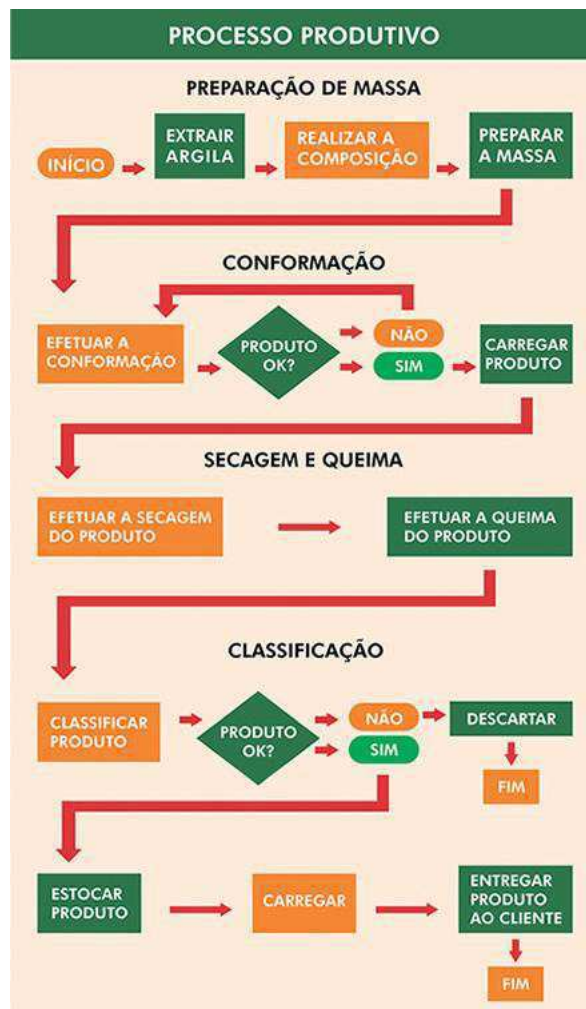 PROCESSO PRODUTIVO
PREPARAÇÃO DE MASSA
INÍCIO
EXTRAIR
ARGILA
REALIZAR A
COMPOSIÇÃO
PREPARAR
A MASSA
CONFORMAÇÃO
EFETUAR A
CONFORMAÇÃO
PRODUTO
OK?
NÃO
SIM
CARREGAR
PRODUTO
SECAGEM E QUEIMA
EFETUAR A SECAGEM
DO PRODUTO
EFETUAR A QUEIMA
DO PRODUTO
CLASSIFICAÇÃO
CLASSIFICAR
PRODUTO
PRODUTO
OK?
NÃO
SIM
DESCARTAR
FIM
ESTOCAR
PRODUTO
CARREGAR
ENTREGAR
PRODUTO
AO CLIENTE
FIM